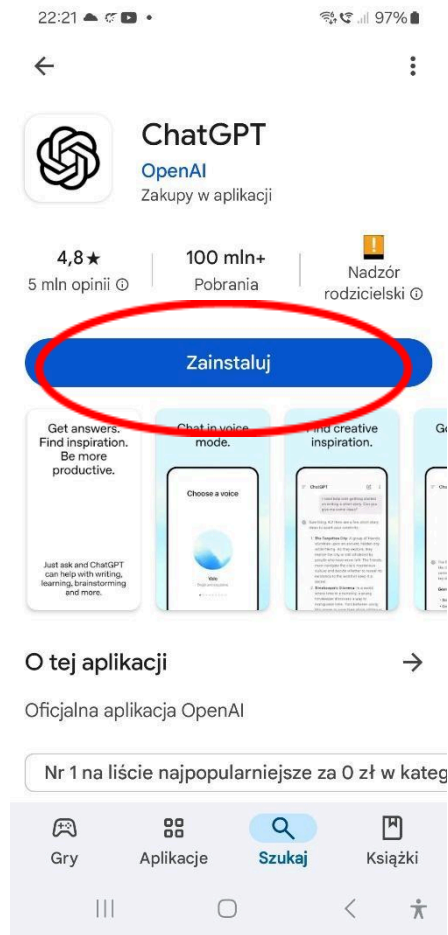 22:21
97%
ChatGPT
OpenAI
Zakupy w aplikacji
4,8★
5 mln opinii
100 mln+
Pobrania
Nadzór
rodzicielski
Zainstaluj
Get answers.
Find inspiration.
Be more
productive.
Just ask and ChatGPT
can help with writing,
learning, brainstorming
and more.
Chat in voice
mode.
Choose a voice
Find creative
inspiration.
ChatGPT
O tej aplikacji
Oficjalna aplikacja OpenAI
Nr 1 na liście najpopularniejsze za 0 zł w kateg
Gry
Aplikacje
Szukaj
Książki